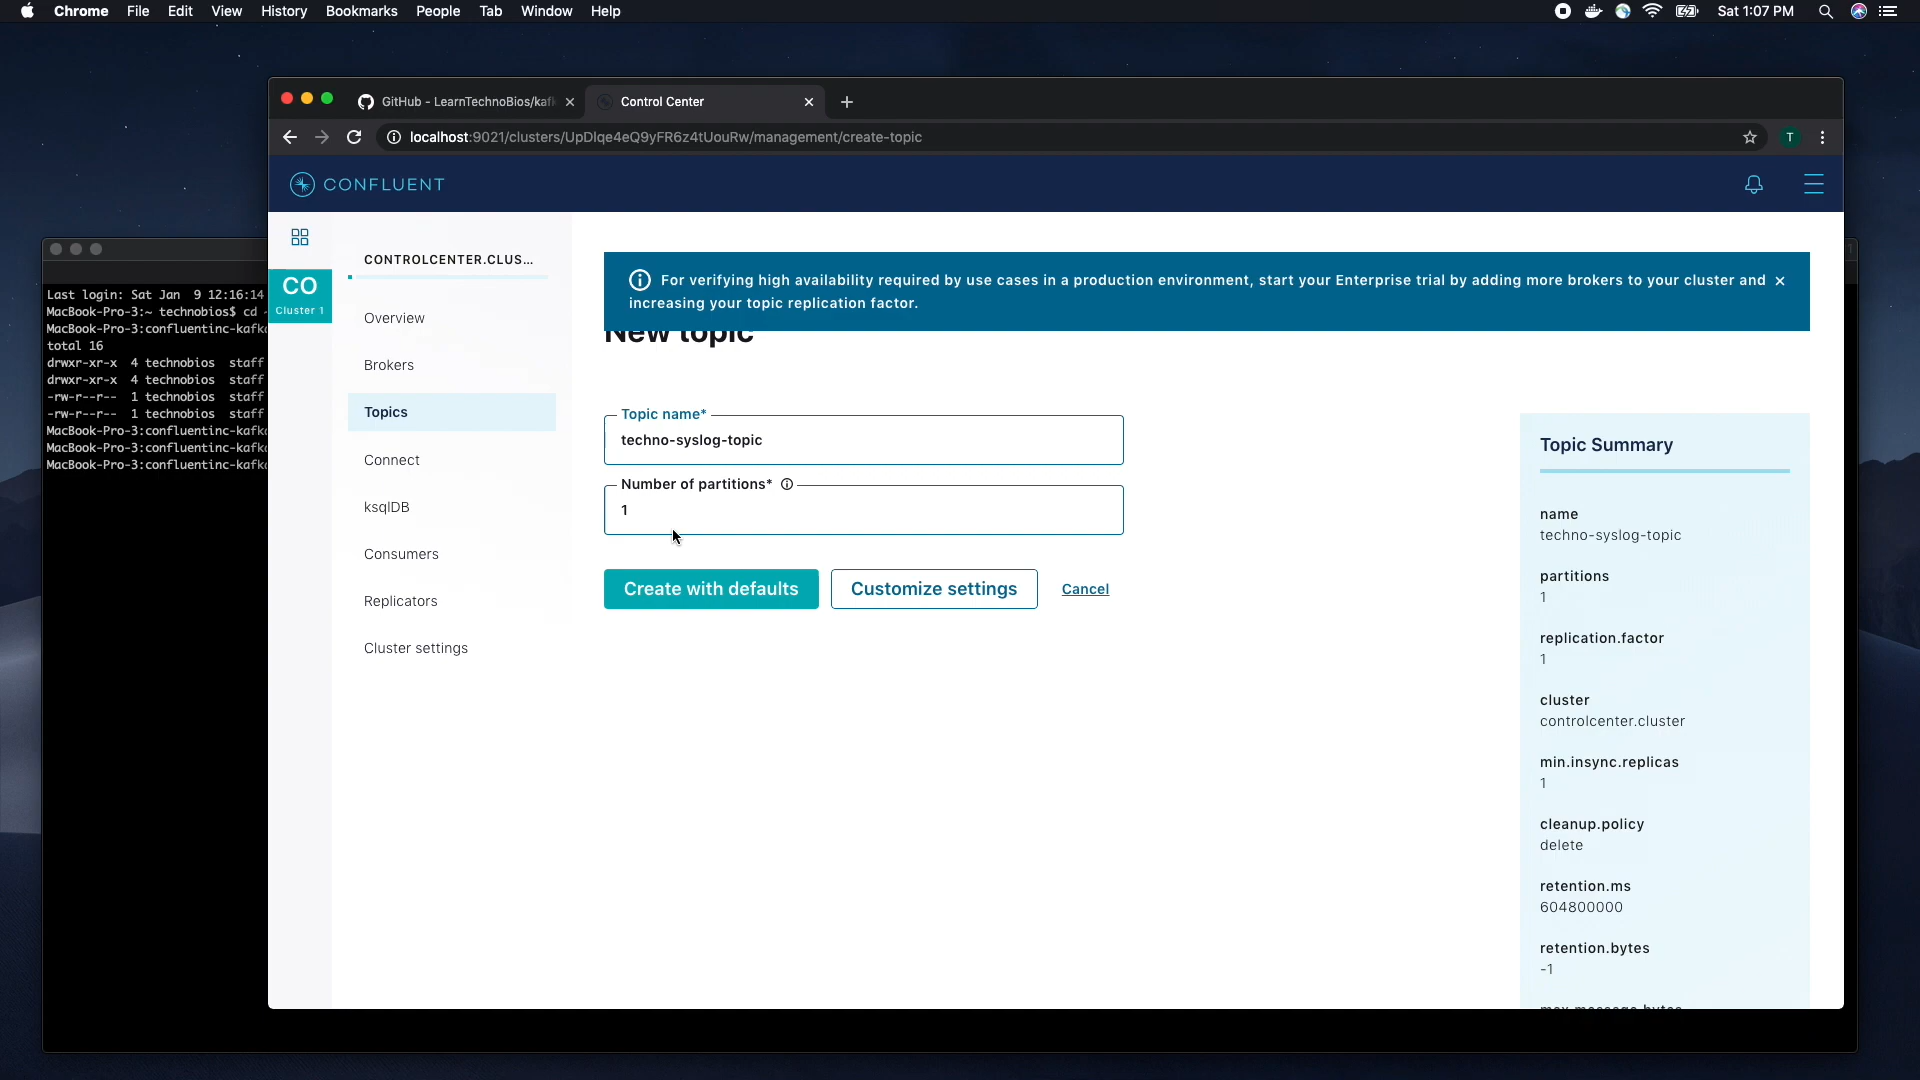 Chrome File Edit View History Bookmarks People Tab Window Help
Sat 1:07 PM
GitHub - LearnTechnoBios/kaf
Control Center
localhost:9021/clusters/UpDIqe4eQ9yFR6z4tUouRw/management/create-topic
T
CONFLUENT
CO
Cluster 1
CONTROLCENTER.CLUS...
Overview
Brokers
Topics
Connect
ksqlDB
Consumers
Replicators
Cluster settings
For verifying high availability required by use cases in a production environment, start your Enterprise trial by adding more brokers to your cluster and
increasing your topic replication factor.
New topic
Topic name*
techno-syslog-topic
Number of partitions*
1
Create with defaults
Customize settings
Cancel
Topic Summary
name
techno-syslog-topic
partitions
1
replication.factor
1
cluster
controlcenter.cluster
min.insync.replicas
1
cleanup.policy
delete
retention.ms
604800000
retention.bytes
-1
Last login: Sat Jan 9 12:16:14
MacBook-Pro-3:~ technobios$ cd
MacBook-Pro-3:confluentinc-kafk
total 16
drwxr-xr-x 4 technobios staff
drwxr-xr-x 4 technobios staff
-rw-r--r-- 1 technobios staff
-rw-r--r-- 1 technobios staff
MacBook-Pro-3:confluentinc-kafk
MacBook-Pro-3:confluentinc-kafk
MacBook-Pro-3:confluentinc-kafk